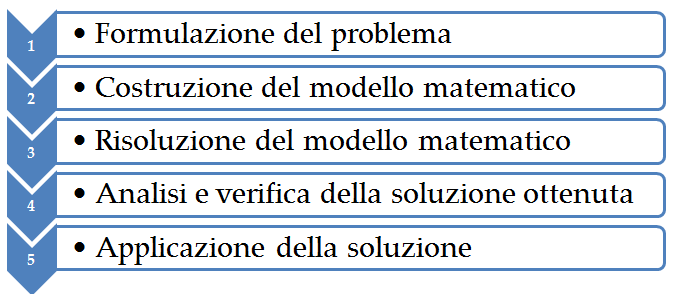 1 • Formulazione del problema
2 • Costruzione del modello matematico
3 • Risoluzione del modello matematico
4 • Analisi e verifica della soluzione ottenuta
5 • Applicazione della soluzione